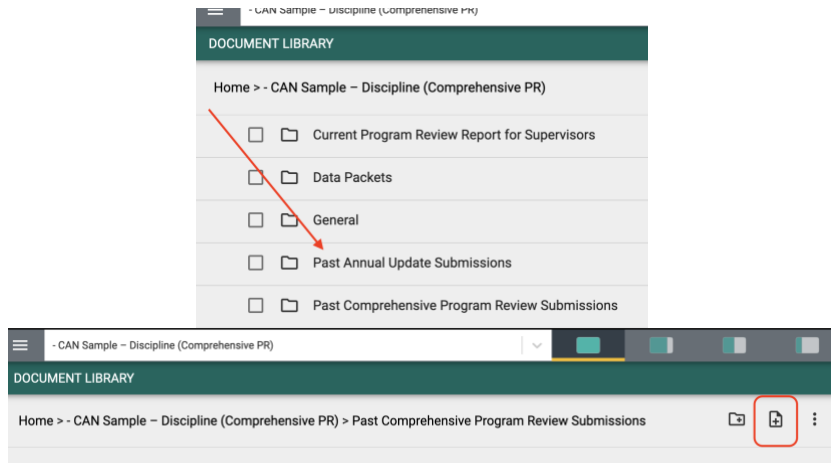 - CAN Sample – Discipline (Comprehensive PR)
DOCUMENT LIBRARY
Home > - CAN Sample – Discipline (Comprehensive PR)
Current Program Review Report for Supervisors
Data Packets
General
Past Annual Update Submissions
Past Comprehensive Program Review Submissions
- CAN Sample – Discipline (Comprehensive PR)
DOCUMENT LIBRARY
Home > - CAN Sample – Discipline (Comprehensive PR) > Past Comprehensive Program Review Submissions